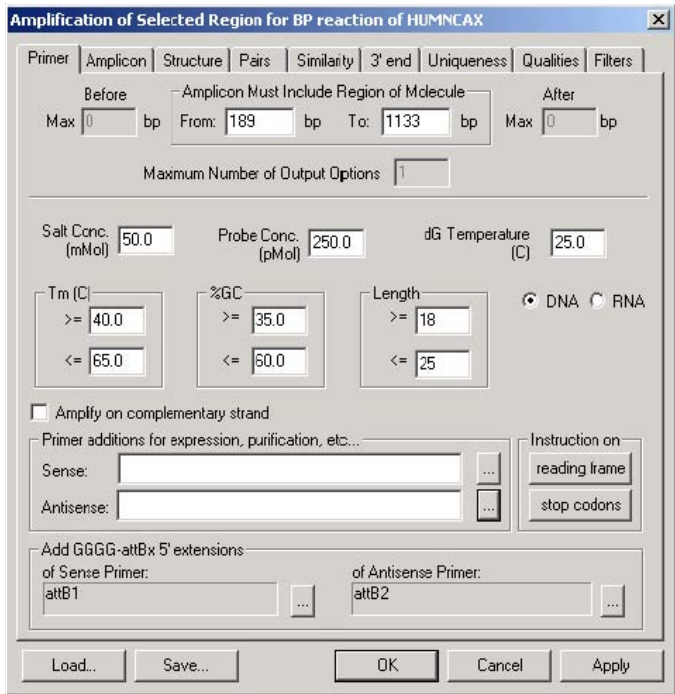 Amplification of Selected Region for BP reaction of HUMNCAX
Primer Amplicon Structure Pairs Similarity 3' end Uniqueness Qualities Filters
Before Amplicon Must Include Region of Molecule After
Max 0 bp From: 189 bp To: 1133 bp Max 0 bp
Maximum Number of Output Options 1
Salt Conc. (mMol) 50.0 Probe Conc. (pMol) 250.0 dG Temperature (C) 25.0
Tm (C) %GC Length DNA RNA
>= 40.0 >= 35.0 >= 18
<= 65.0 <= 60.0 <= 25
Amplify on complementary strand
Primer additions for expression, purification, etc... Instruction on
Sense: ... reading frame
Antisense: ... stop codons
Add GGGG-attBx 5' extensions
of Sense Primer: of Antisense Primer:
attB1 ... attB2 ...
Load... Save... OK Cancel Apply